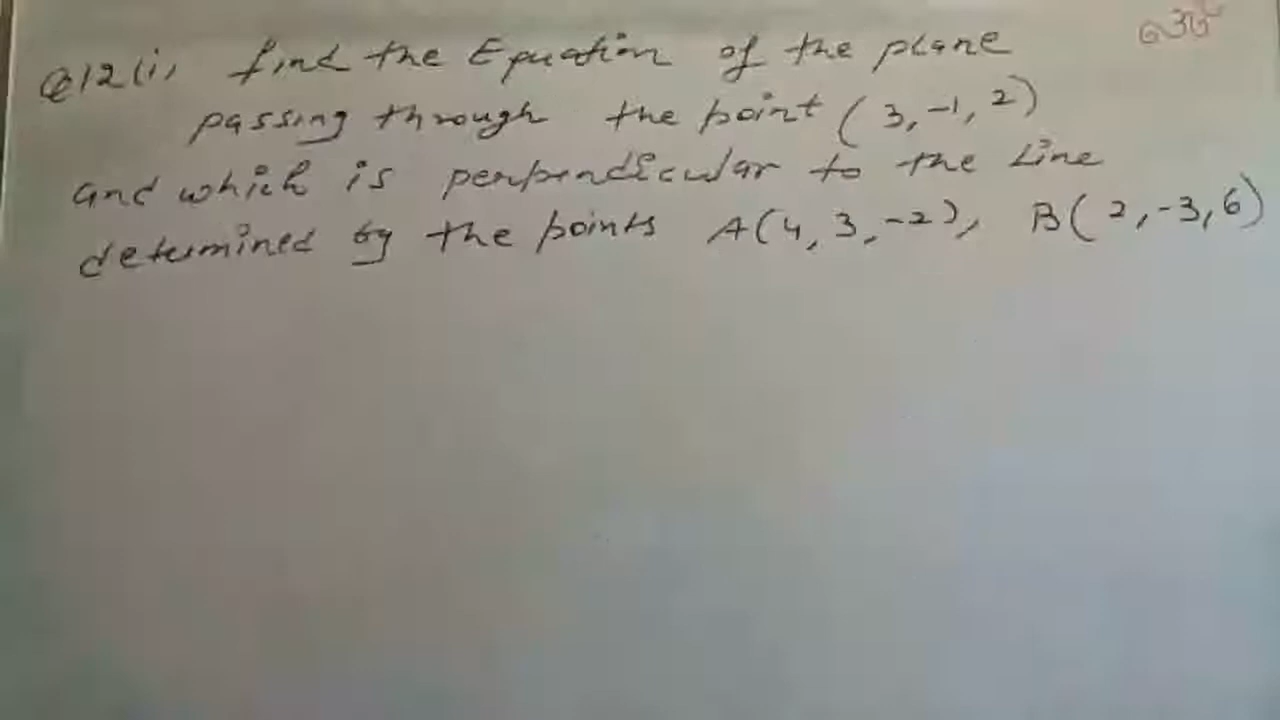 Q12(i) find the Equation of the plane
passing through the point (3,-1,2)
and which is perpendicular to the Line
determined by the points A(4,3,-2), B(2,-3,6)